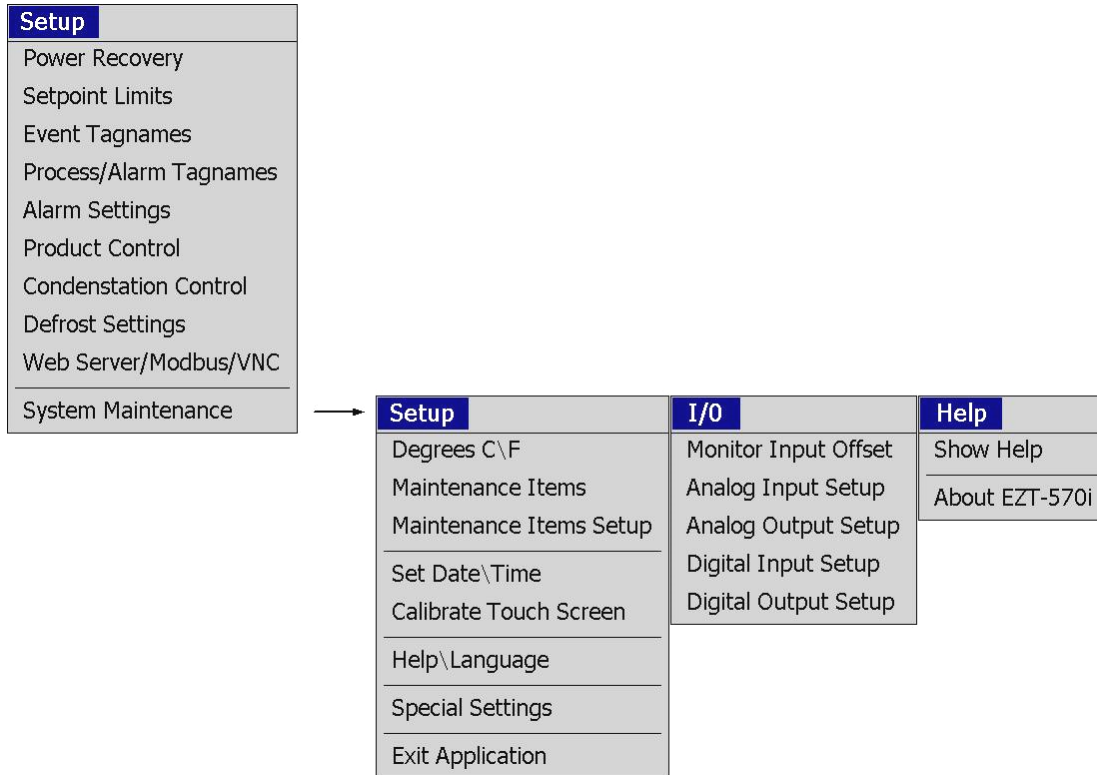 Setup
Power Recovery
Setpoint Limits
Event Tagnames
Process/Alarm Tagnames
Alarm Settings
Product Control
Condenstation Control
Defrost Settings
Web Server/Modbus/VNC
System Maintenance
Setup
Degrees C\F
Maintenance Items
Maintenance Items Setup
Set Date\Time
Calibrate Touch Screen
Help\Language
Special Settings
Exit Application
I/0
Monitor Input Offset
Analog Input Setup
Analog Output Setup
Digital Input Setup
Digital Output Setup
Help
Show Help
About EZT-570i